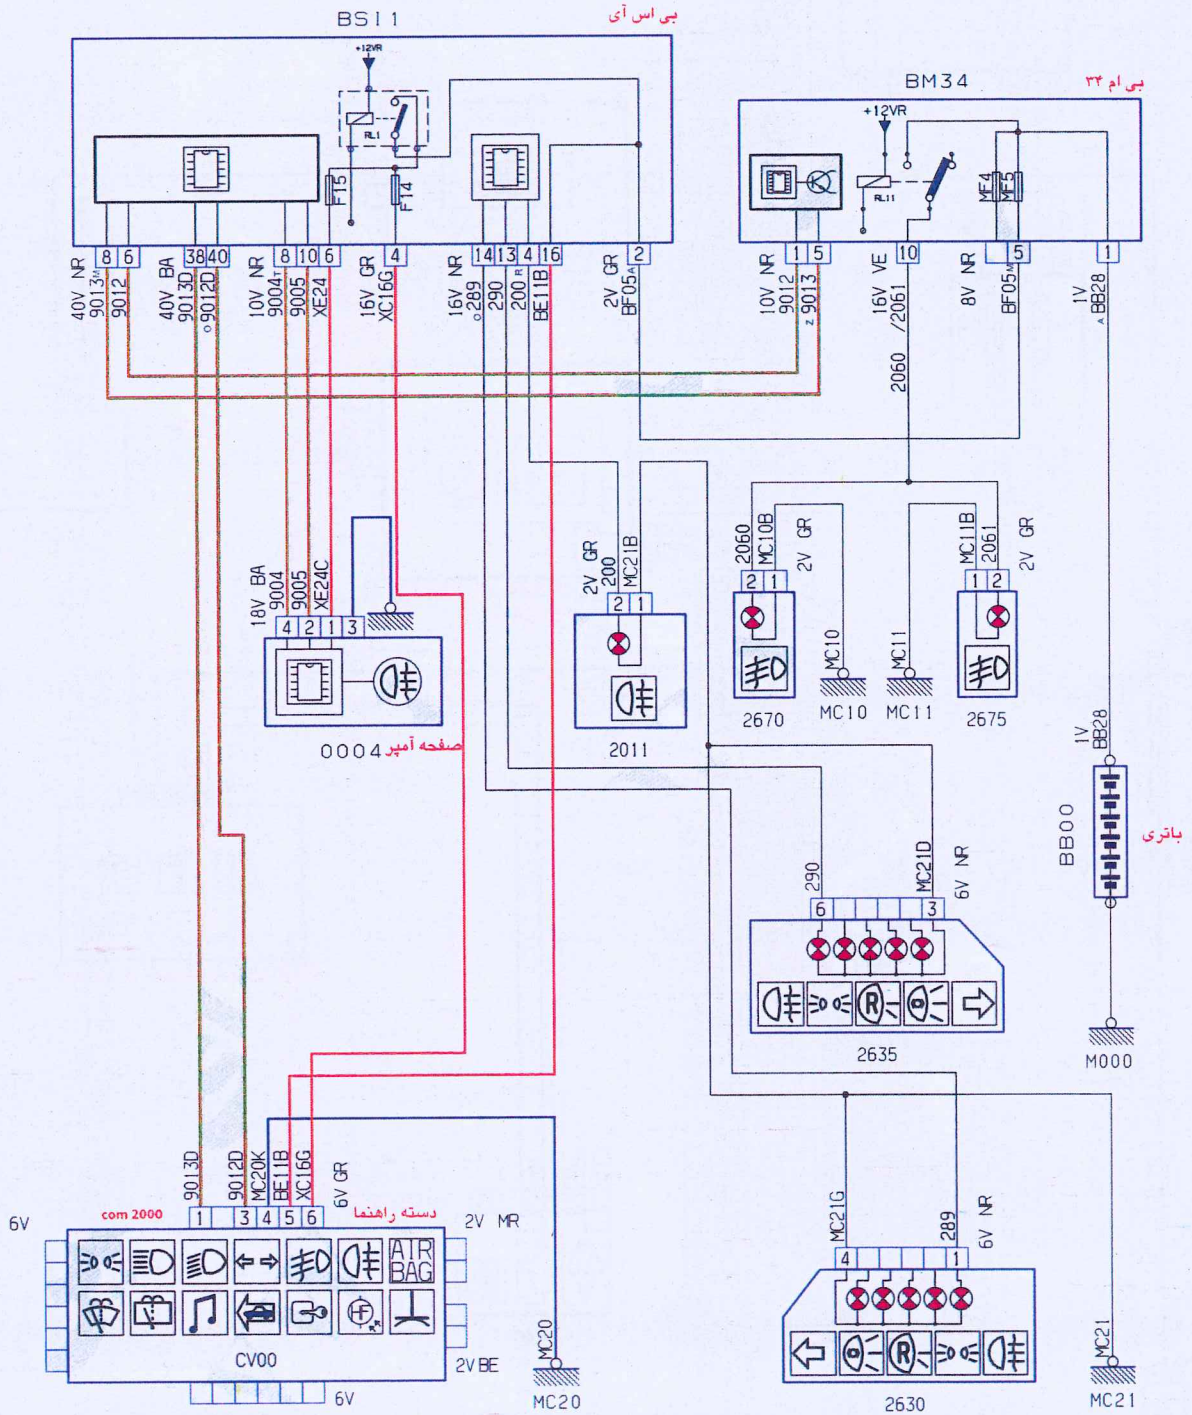 BSI1
بی اس آی
+12VR
RL1
F15
F14
BM34
بی ام ۳۴
+12VR
RL11
MF4
MF5
8 6
38 40
8 10 6
4
14 13 4 16
2
1 5
10
5
1
40V NR
9013M
9012
40V BA
9013D
O 9012D
10V NR
9004T
9005
XE24
16V GR
XC16G
16V NR
O 289
290
200 R
BE11B
2V GR
BF05A
10V NR
9012
Z 9013
16V VE
2060 /2061
8V NR
BF05M
1V
A BB28
18V BA
9004
9005
XE24C
4 2 1 3
0004 صفحه آمپر
2V GR
200
MC21B
2 1
2011
2060
MC10B
2V GR
2 1
2670
MC10
MC10
MC11
MC11
MC11B
2061
2V GR
1 2
2675
1V
BB28
BB00
باتری
M000
290
MC21D
6V NR
6 3
R
2635
9013D
9012D
MC20K
BE11B
XC16G
6V GR
6V
com 2000
1 3 4 5 6
دسته راهنما
2V MR
AIR
BAG
HF
CV00
2V BE
6V
MC20
MC20
MC21G
289
6V NR
4 1
R
2630
MC21
MC21